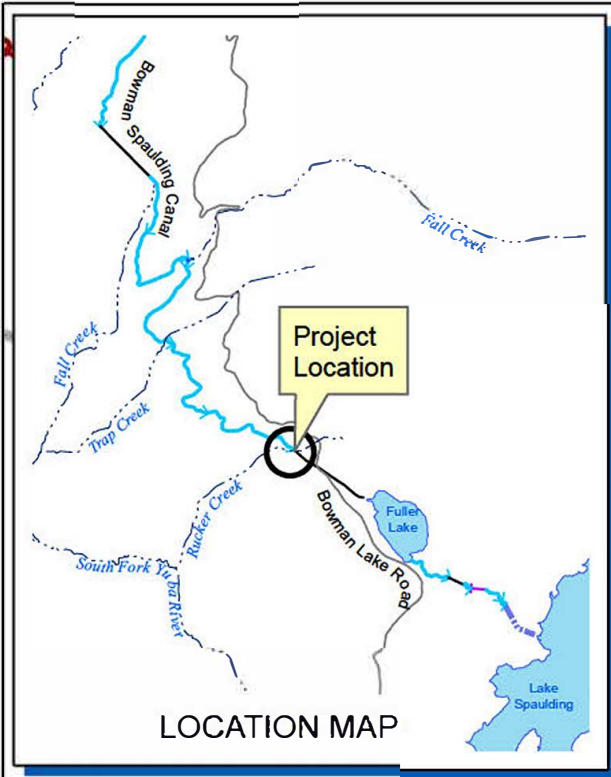 Bowman Spaulding Canal
Fall Creek
Project
Location
Fall Creek
Trap Creek
Rucker Creek
Fuller
Lake
Bowman Lake Road
South Fork Yuba River
Lake
Spaulding
LOCATION MAP